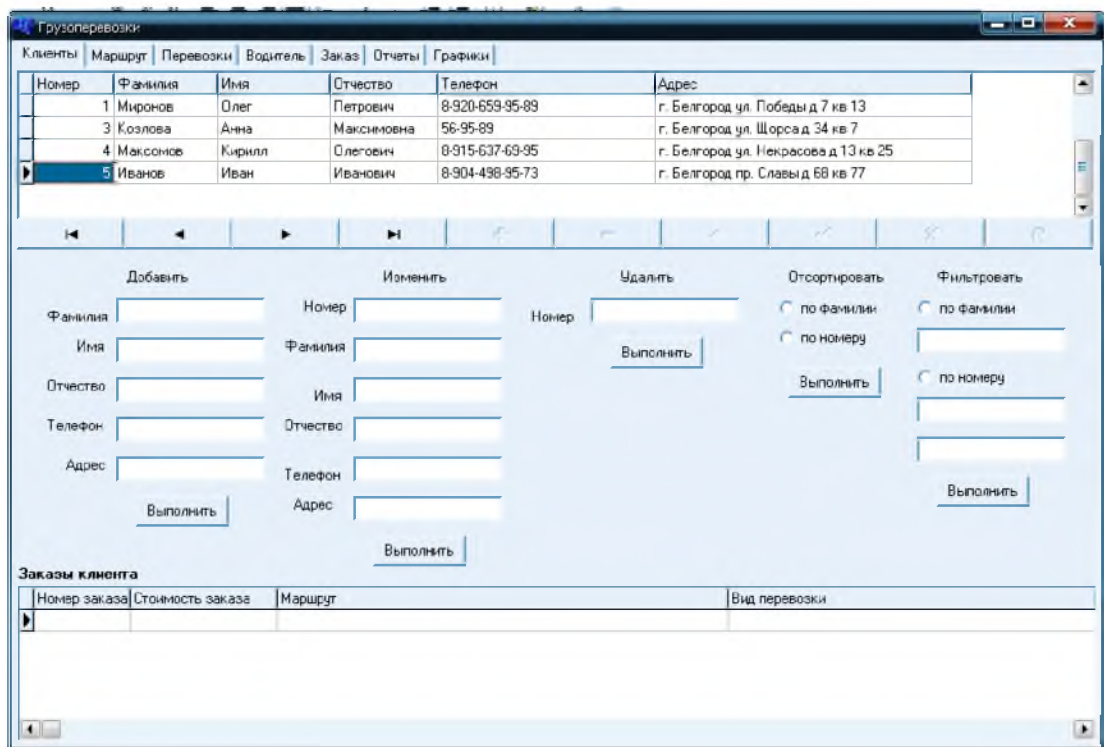 Грузоперевозки
Клиенты Маршрут Перевозки Водитель Заказ Отчеты Графики
Номер Фамилия Имя Отчество Телефон Адрес
1 Миронов Олег Петрович 8-920-659-95-89 г. Белгород ул. Победы д 7 кв 13
3 Козлова Анна Максимовна 56-95-89 г. Белгород ул. Щорса д 34 кв 7
4 Максомов Кирилл Олегович 8-915-637-69-95 г. Белгород ул. Некрасова д 13 кв 25
5 Иванов Иван Иванович 8-904-498-95-73 г. Белгород пр. Славы д 68 кв 77
Добавить Изменить Удалить Отсортировать Фильтровать
Фамилия Номер Номер по фамилии по фамилии
Имя Фамилия Выполнить по номеру
Отчество Имя Выполнить по номеру
Телефон Отчество
Адрес Телефон
Выполнить Адрес Выполнить
Выполнить
Заказы клиента
Номер заказа Стоимость заказа Маршрут Вид перевозки